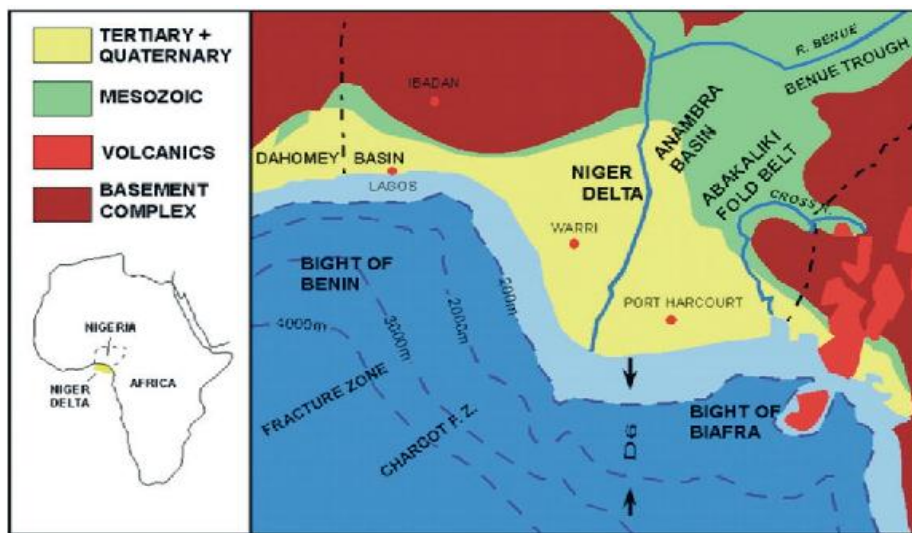 TERTIARY +
QUATERNARY
MESOZOIC
VOLCANICS
BASEMENT
COMPLEX
NIGERIA
NIGER
DELTA
AFRICA
IBADAN
R. BENUE
BENUE TROUGH
ANAMBRA
BASIN
ABAKALIKI
FOLD BELT
CROSS R.
DAHOMEY BASIN
LAGOS
NIGER
DELTA
WARRI
PORT HARCOURT
BIGHT OF
BENIN
200m
2000m
3000m
4000m
FRACTURE ZONE
CHARCOT F.Z.
D6
BIGHT OF
BIAFRA